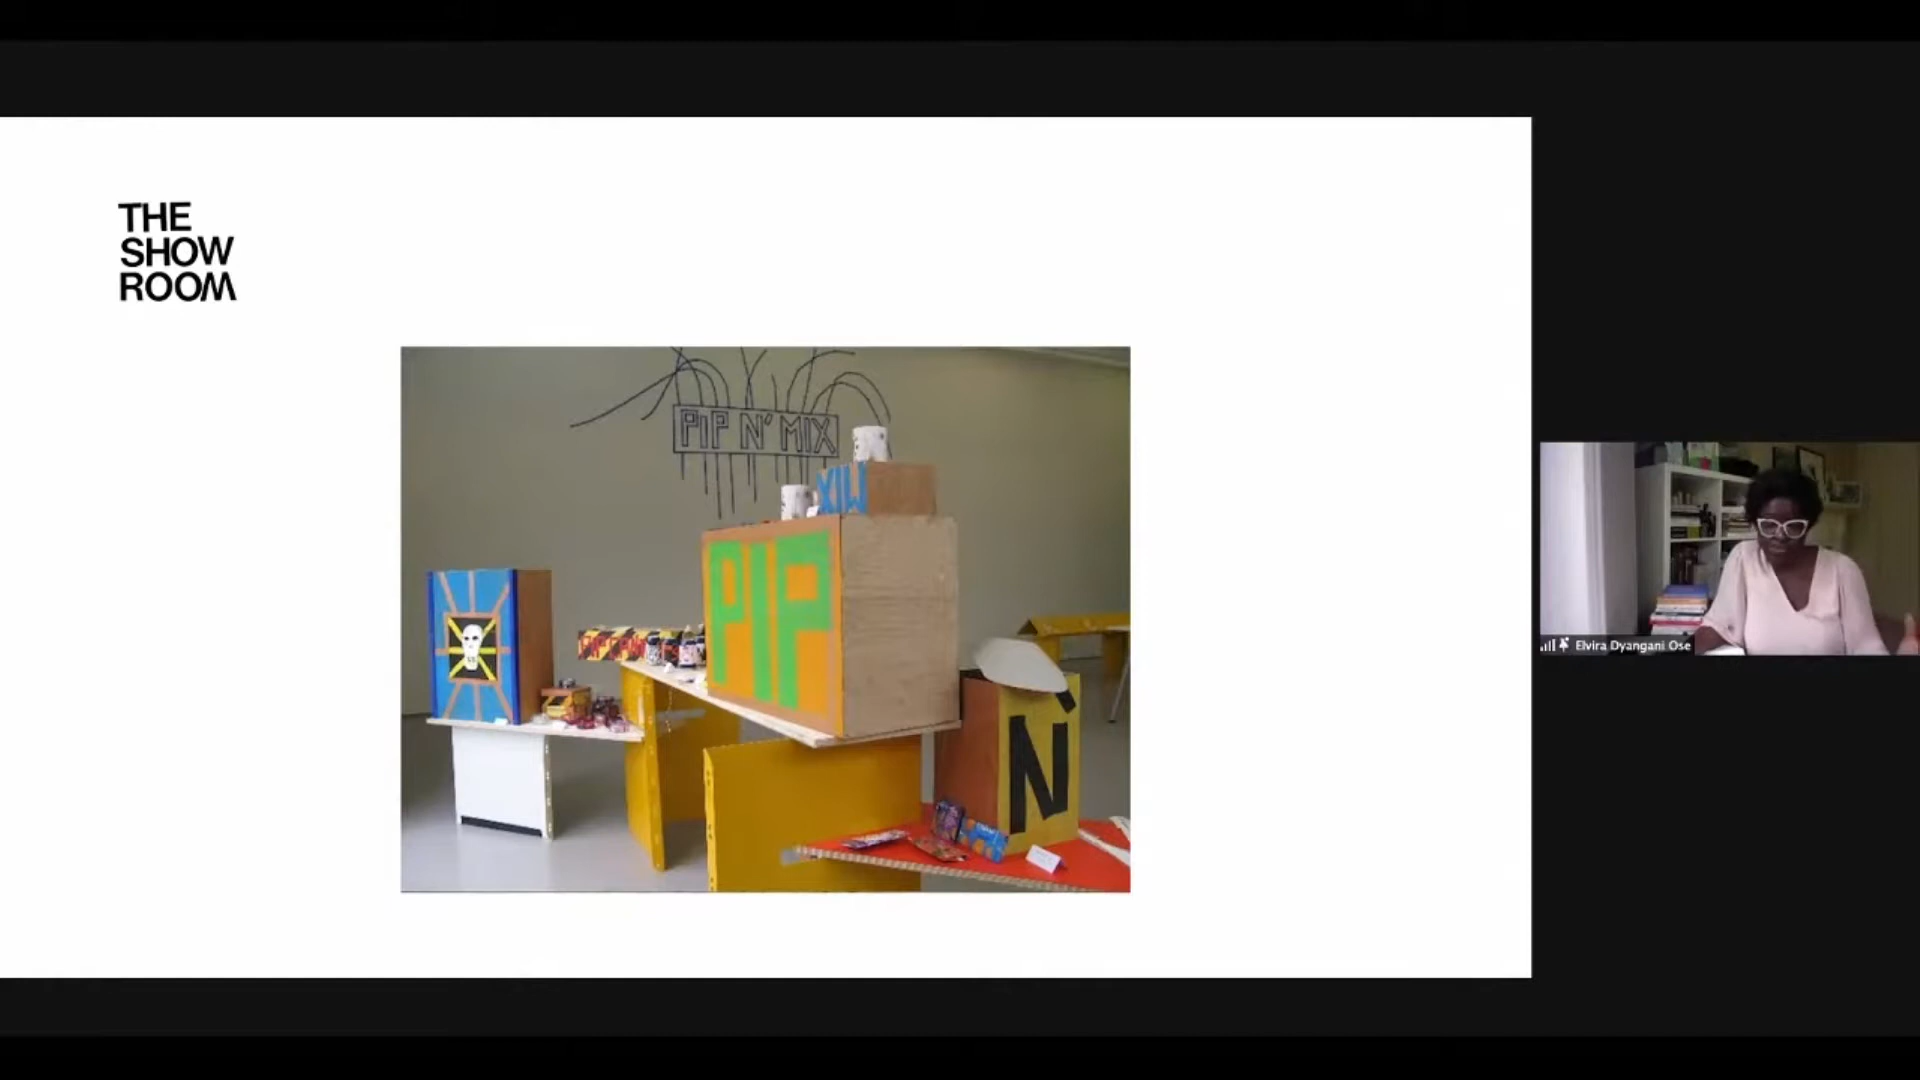 THE
SHOW
ROOM
PIP N' MIX
MIX
PIP
N
Elvira Dyangani Ose